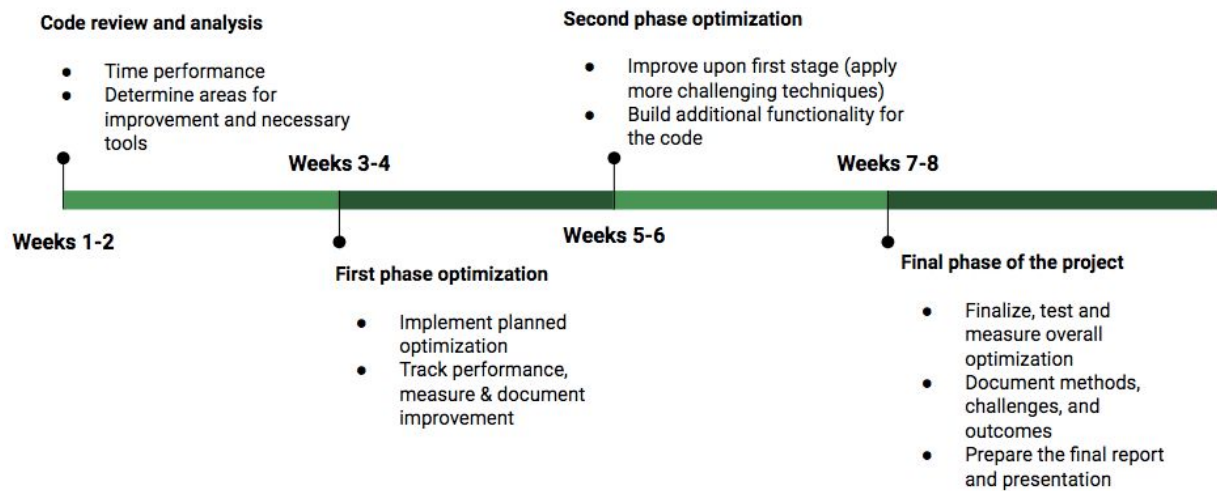 Code review and analysis
● Time performance
● Determine areas for
improvement and necessary
tools
Weeks 1-2
Weeks 3-4
First phase optimization
● Implement planned
optimization
● Track performance,
measure & document
improvement
Second phase optimization
● Improve upon first stage (apply
more challenging techniques)
● Build additional functionality for
the code
Weeks 5-6
Weeks 7-8
Final phase of the project
● Finalize, test and
measure overall
optimization
● Document methods,
challenges, and
outcomes
● Prepare the final report
and presentation